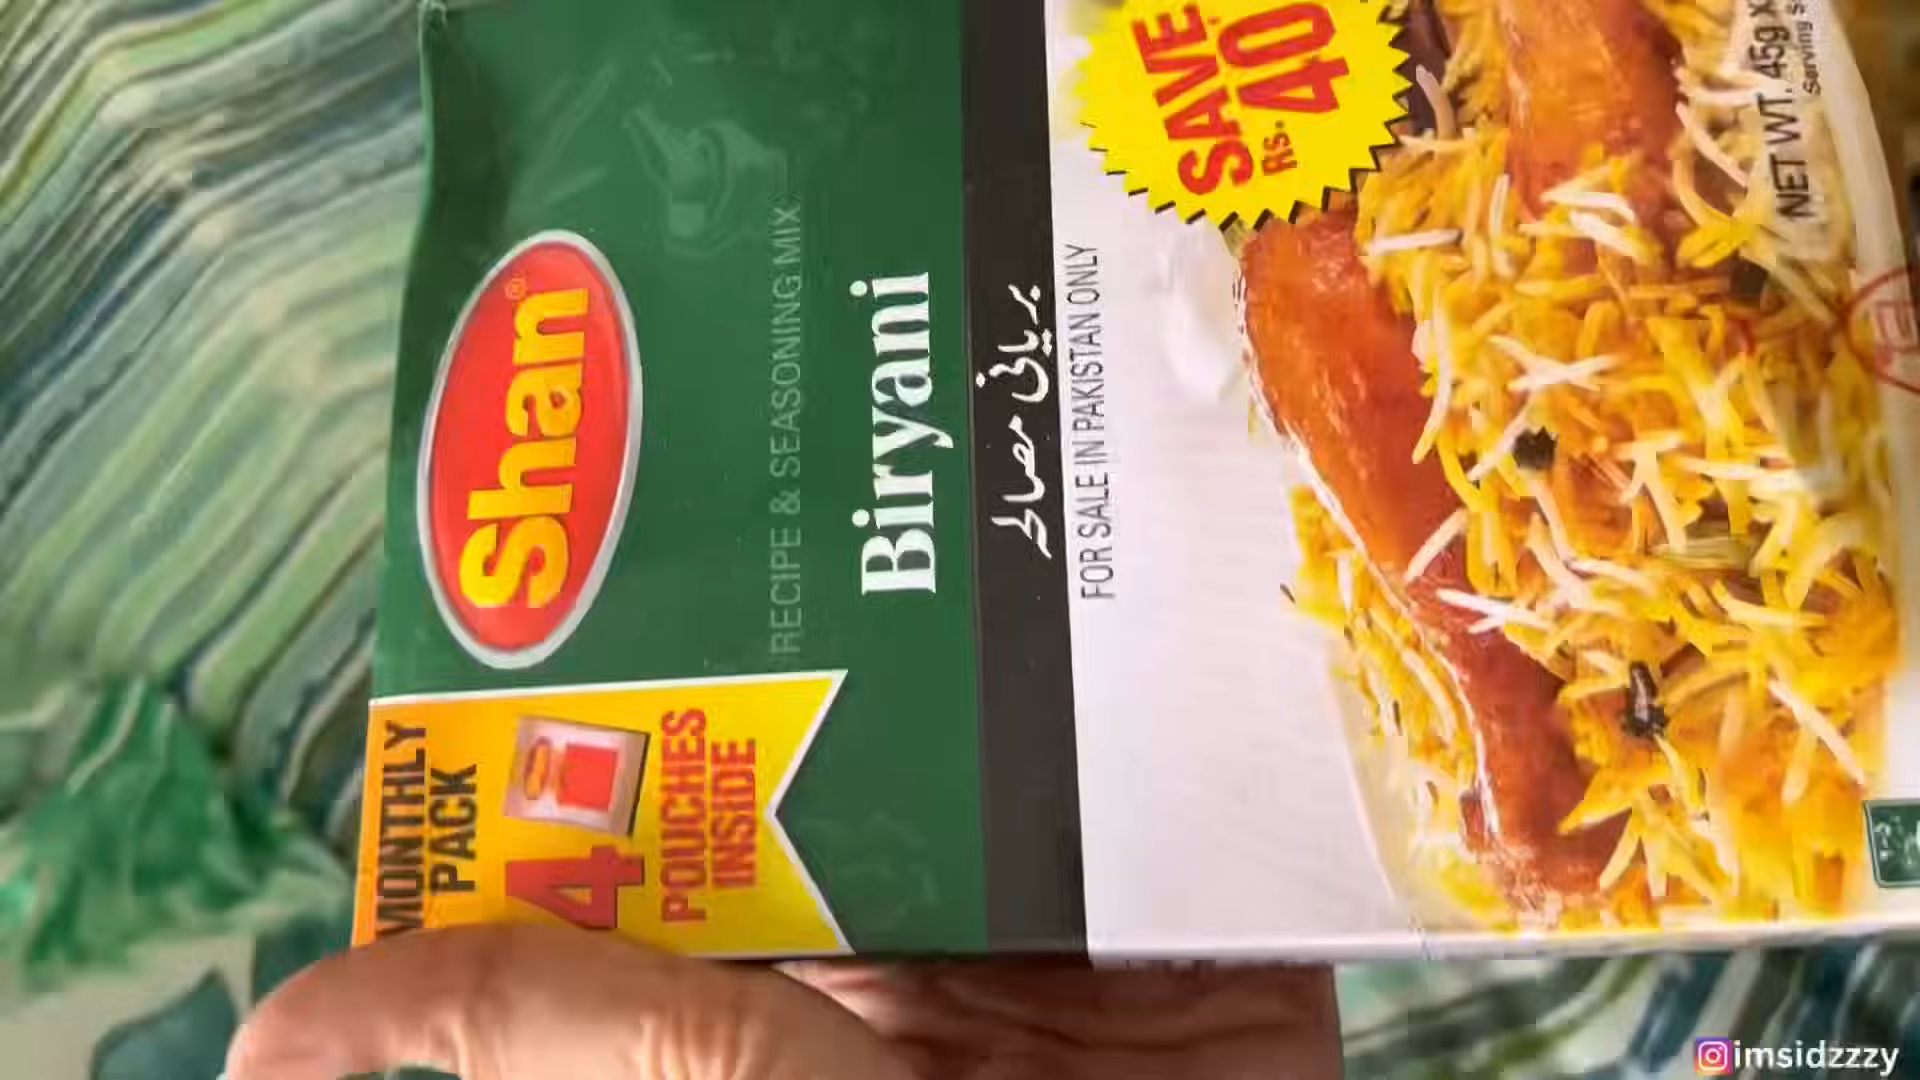 Shan®
RECIPE & SEASONING MIX
Biryani
بریانی مصالحہ
FOR SALE IN PAKISTAN ONLY
MONTHLY
PACK
4
POUCHES
INSIDE
SAVE
Rs. 40
NET WT. 45g x
Serving
imsidzzzy